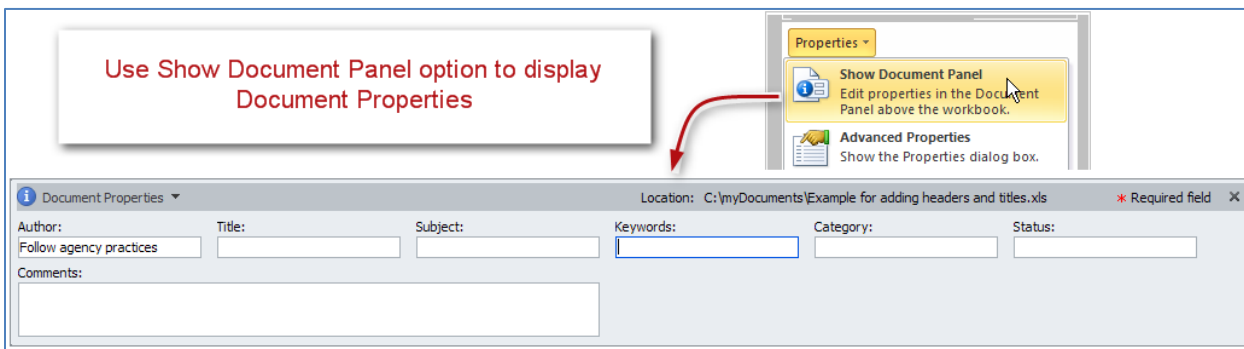 Use Show Document Panel option to display
Document Properties
Properties
Show Document Panel
Edit properties in the Document
Panel above the workbook.
Advanced Properties
Show the Properties dialog box.
Document Properties
Location: C:\myDocuments\Example for adding headers and titles.xls
* Required field
Author:
Title:
Subject:
Keywords:
Category:
Status:
Follow agency practices
Comments: